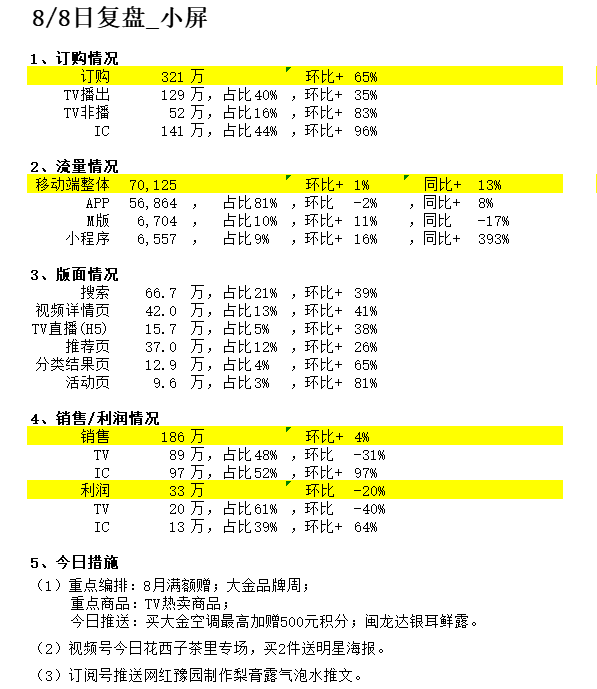 8/8日复盘_小屏
1、订购情况
订购 321 万 环比+ 65%
TV播出 129 万，占比40% ，环比+ 35%
TV非播 52 万，占比16% ，环比+ 83%
IC 141 万，占比44% ，环比+ 96%
2、流量情况
移动端整体 70,125 环比+ 1% 同比+ 13%
APP 56,864 ，占比81% ，环比 -2% ，同比+ 8%
M版 6,704 ，占比10% ，环比+ 11% ，同比 -17%
小程序 6,557 ，占比9% ，环比+ 16% ，同比+ 393%
3、版面情况
搜索 66.7 万，占比21% ，环比+ 39%
视频详情页 42.0 万，占比13% ，环比+ 41%
TV直播(H5) 15.7 万，占比5% ，环比+ 38%
推荐页 37.0 万，占比12% ，环比+ 26%
分类结果页 12.9 万，占比4% ，环比+ 65%
活动页 9.6 万，占比3% ，环比+ 81%
4、销售/利润情况
销售 186 万 环比+ 4%
TV 89 万，占比48% ，环比 -31%
IC 97 万，占比52% ，环比+ 97%
利润 33 万 环比 -20%
TV 20 万，占比61% ，环比 -40%
IC 13 万，占比39% ，环比+ 64%
5、今日措施
（1）重点编排：8月满额赠；大金品牌周；
重点商品：TV热卖商品；
今日推送：买大金空调最高加赠500元积分；闽龙达银耳鲜露。
（2）视频号今日花西子茶里专场，买2件送明星海报。
（3）订阅号推送网红豫园制作梨膏露气泡水推文。